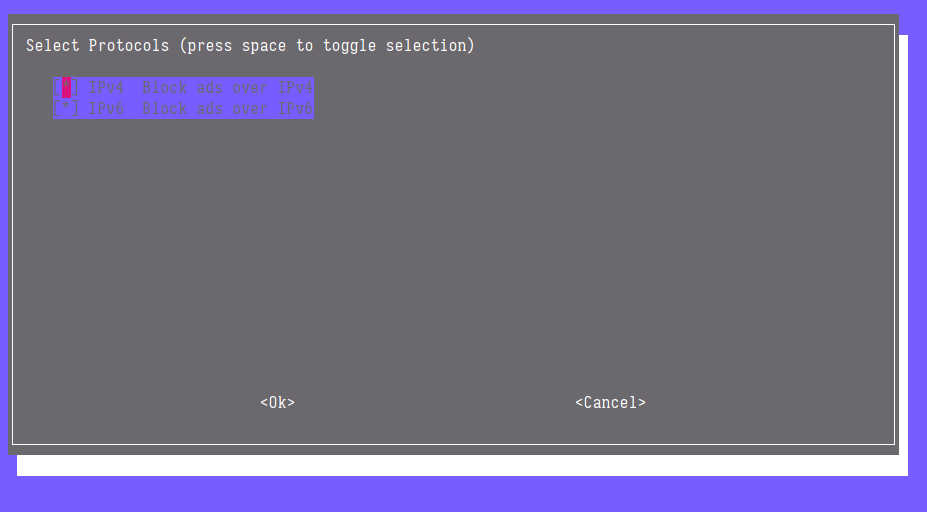 Select Protocols (press space to toggle selection)
[*] IPv4  Block ads over IPv4
[*] IPv6  Block ads over IPv6
<Ok> <Cancel>